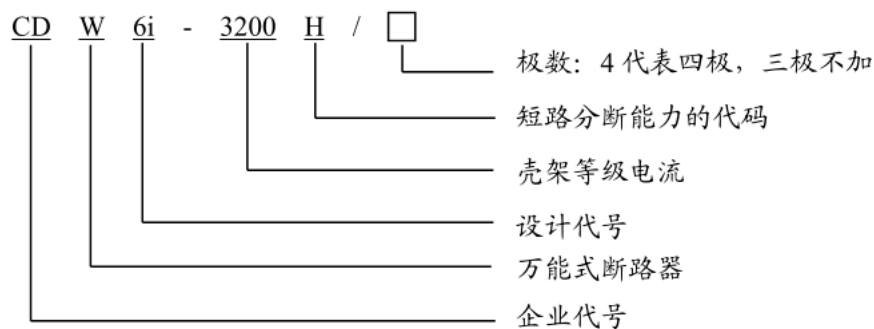 CD W 6i - 3200 H / □
极数：4 代表四极，三极不加
短路分断能力的代码
壳架等级电流
设计代号
万能式断路器
企业代号